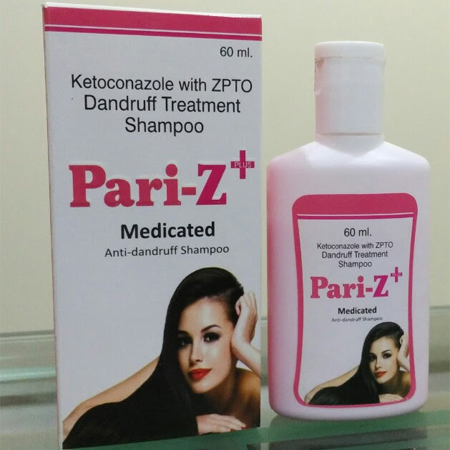 60 ml.
Ketoconazole with ZPTO
Dandruff Treatment
Shampoo
Pari-Z+
PLUS
Medicated
Anti-dandruff Shampoo
60 ml.
Ketoconazole with ZPTO
Dandruff Treatment
Shampoo
Pari-Z+
Medicated
Anti-dandruff Shampoo